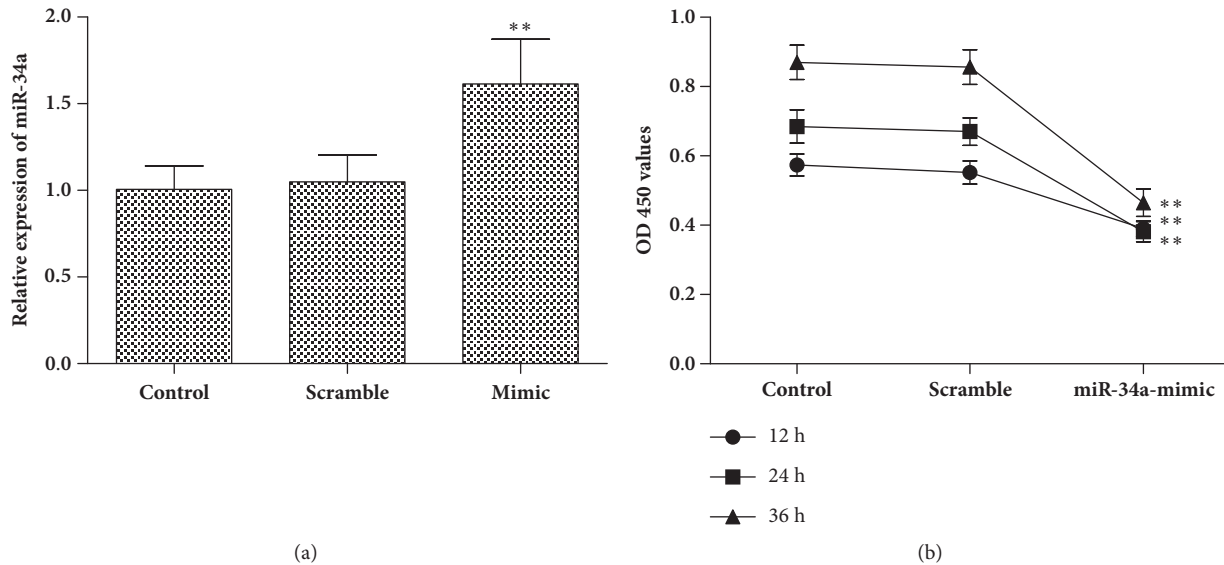 Relative expression of miR-34a
2.0
1.5
1.0
0.5
0.0
**
Control
Scramble
Mimic
(a)
OD 450 values
1.0
0.8
0.6
0.4
0.2
0.0
**
**
**
Control
Scramble
miR-34a-mimic
12 h
24 h
36 h
(b)